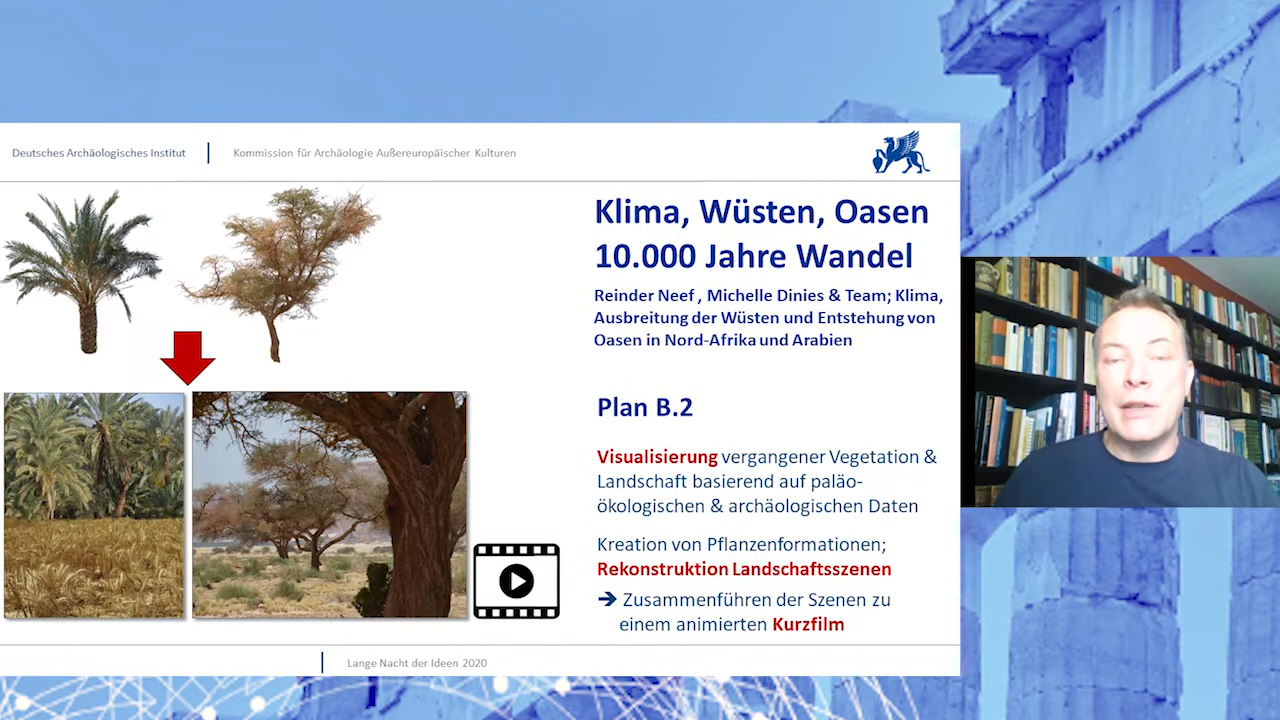 Deutsches Archäologisches Institut
Kommission für Archäologie Außereuropäischer Kulturen
Klima, Wüsten, Oasen
10.000 Jahre Wandel
Reinder Neef , Michelle Dinies & Team; Klima,
Ausbreitung der Wüsten und Entstehung von
Oasen in Nord-Afrika und Arabien
Plan B.2
Visualisierung vergangener Vegetation &
Landschaft basierend auf paläo-
ökologischen & archäologischen Daten
Kreation von Pflanzenformationen;
Rekonstruktion Landschaftsszenen
➔ Zusammenführen der Szenen zu
einem animierten Kurzfilm
Lange Nacht der Ideen 2020